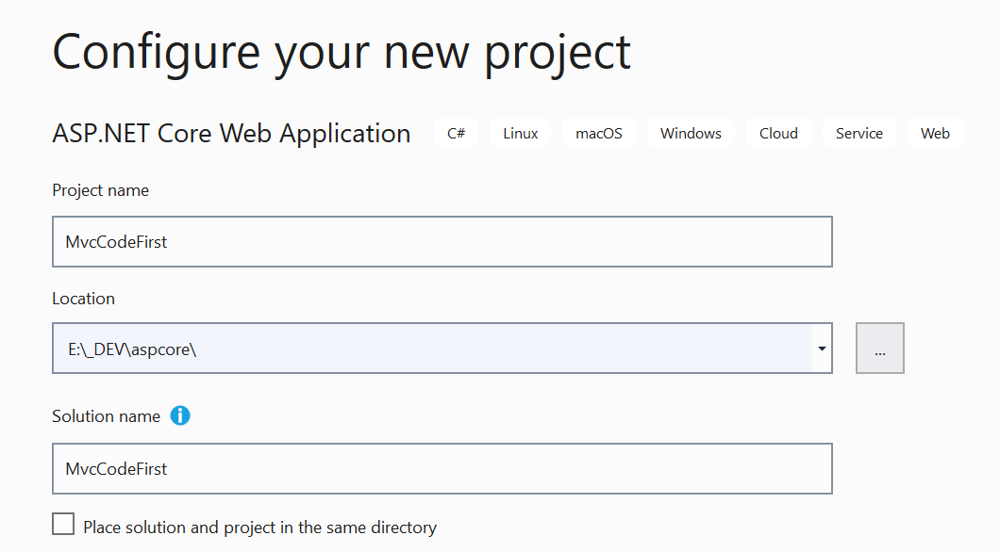 Configure your new project
ASP.NET Core Web Application C# Linux macOS Windows Cloud Service Web
Project name
MvcCodeFirst
Location
E:\_DEV\aspcore\
...
Solution name
MvcCodeFirst
Place solution and project in the same directory